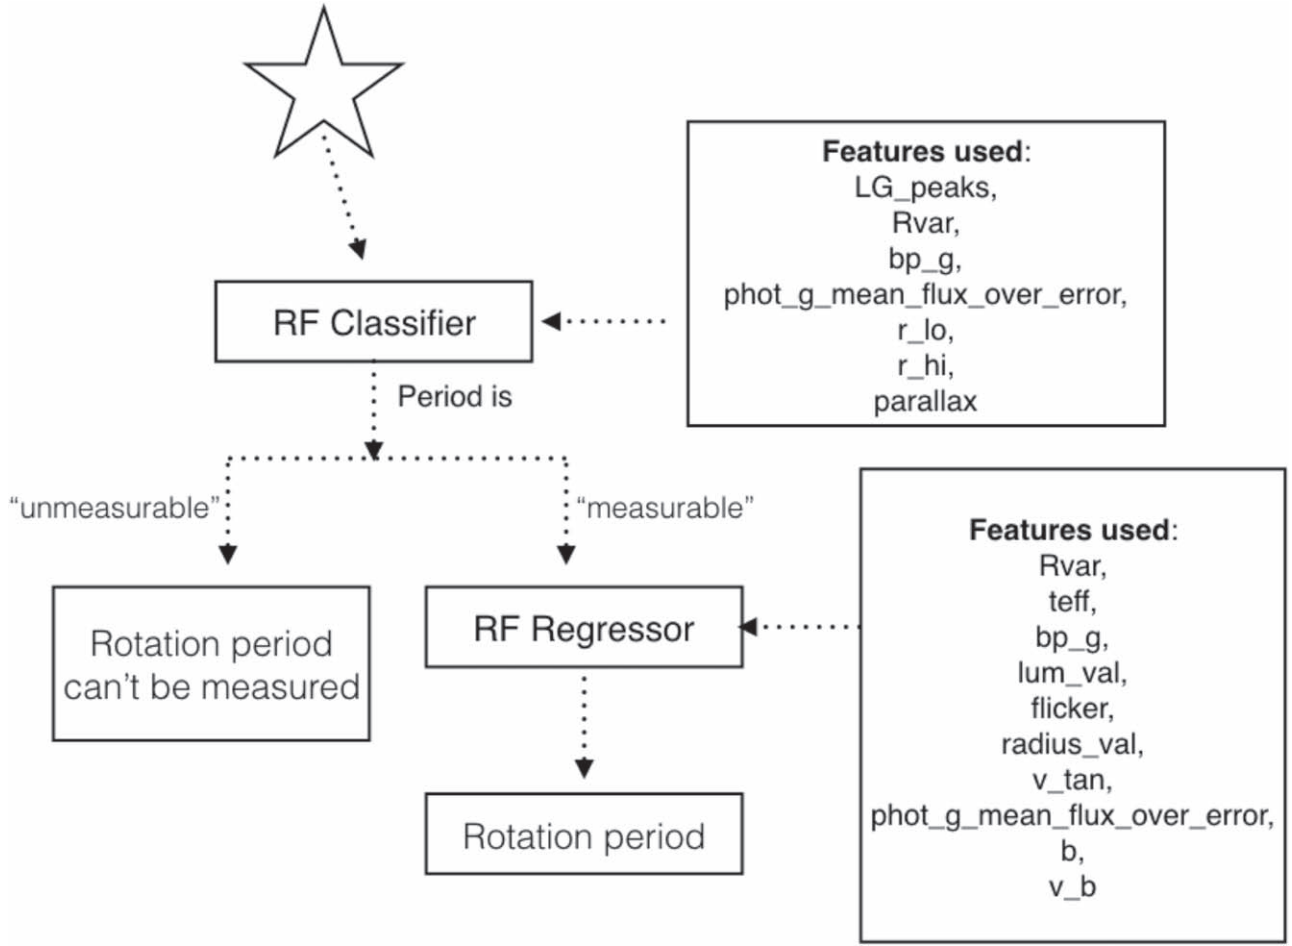 Features used:
LG_peaks,
Rvar,
bp_g,
phot_g_mean_flux_over_error,
r_lo,
r_hi,
parallax
RF Classifier
Period is
“unmeasurable”
“measurable”
Rotation period
can’t be measured
RF Regressor
Rotation period
Features used:
Rvar,
teff,
bp_g,
lum_val,
flicker,
radius_val,
v_tan,
phot_g_mean_flux_over_error,
b,
v_b